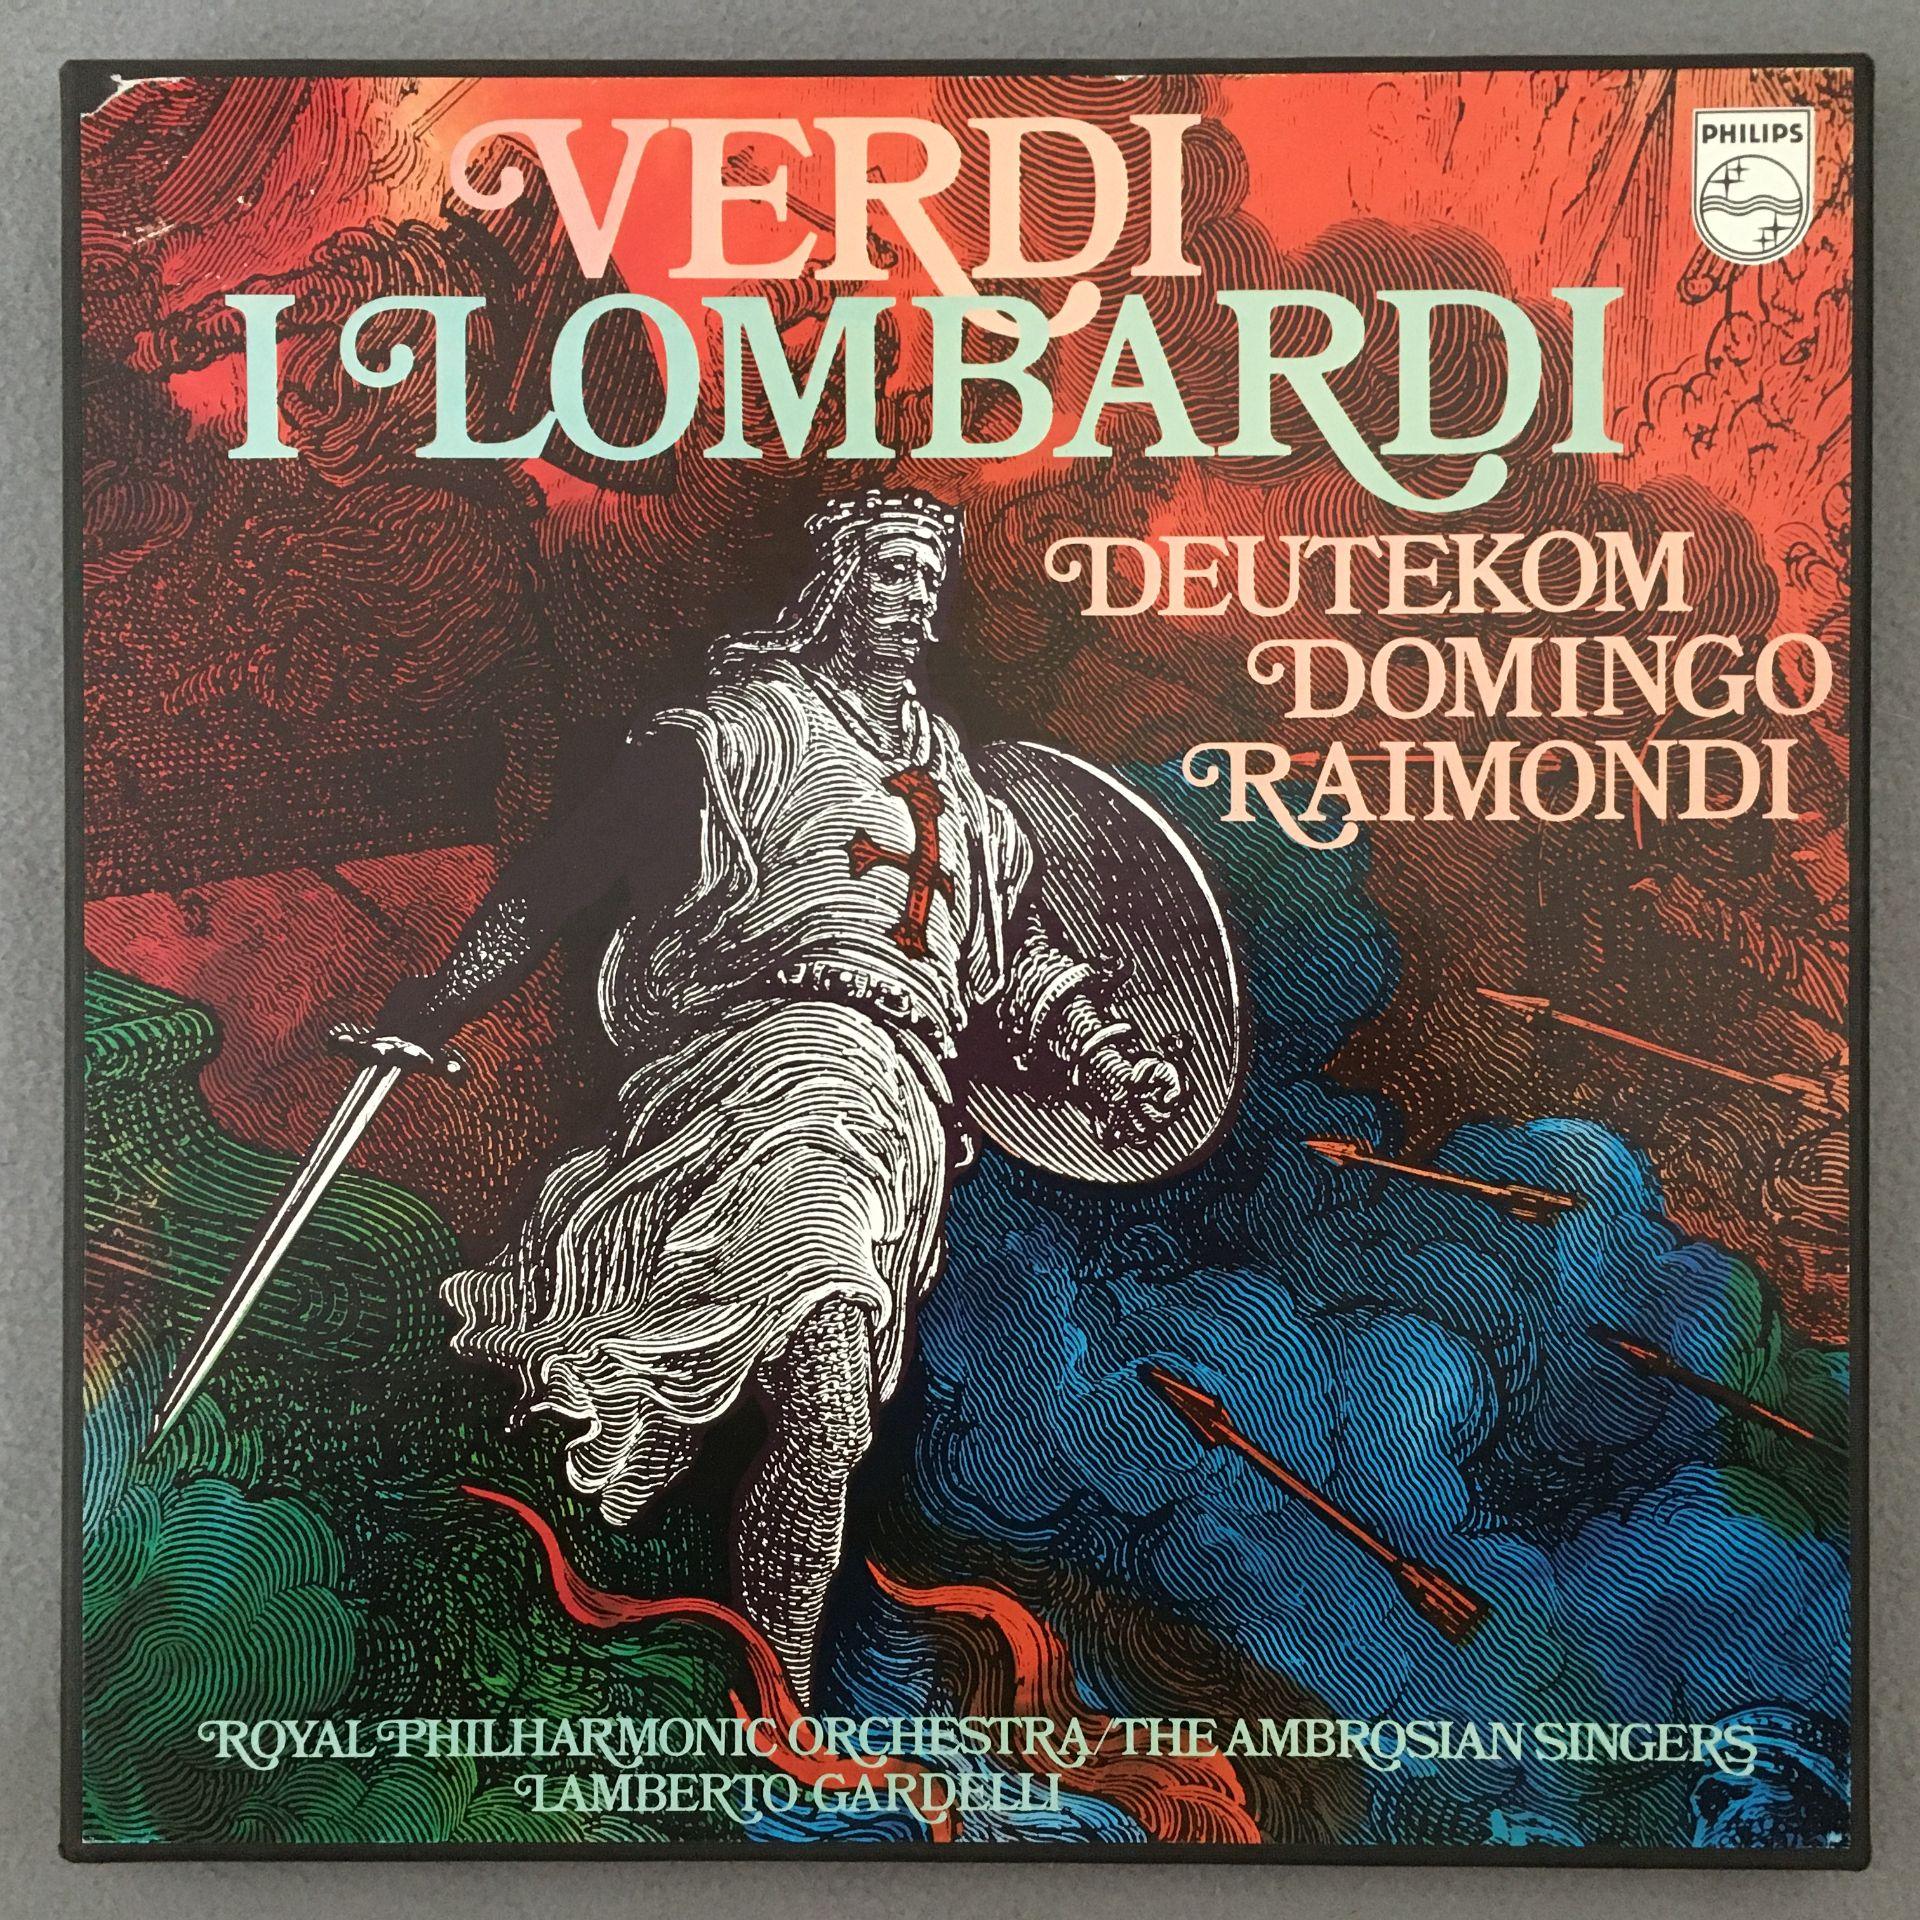 VERDI
PHILIPS
I LOMBARDI
DEUTEKOM
DOMINGO
RAIMONDI
ROYAL PHILHARMONIC ORCHESTRA/THE AMBROSIAN SINGERS
LAMBERTO GARDELLI